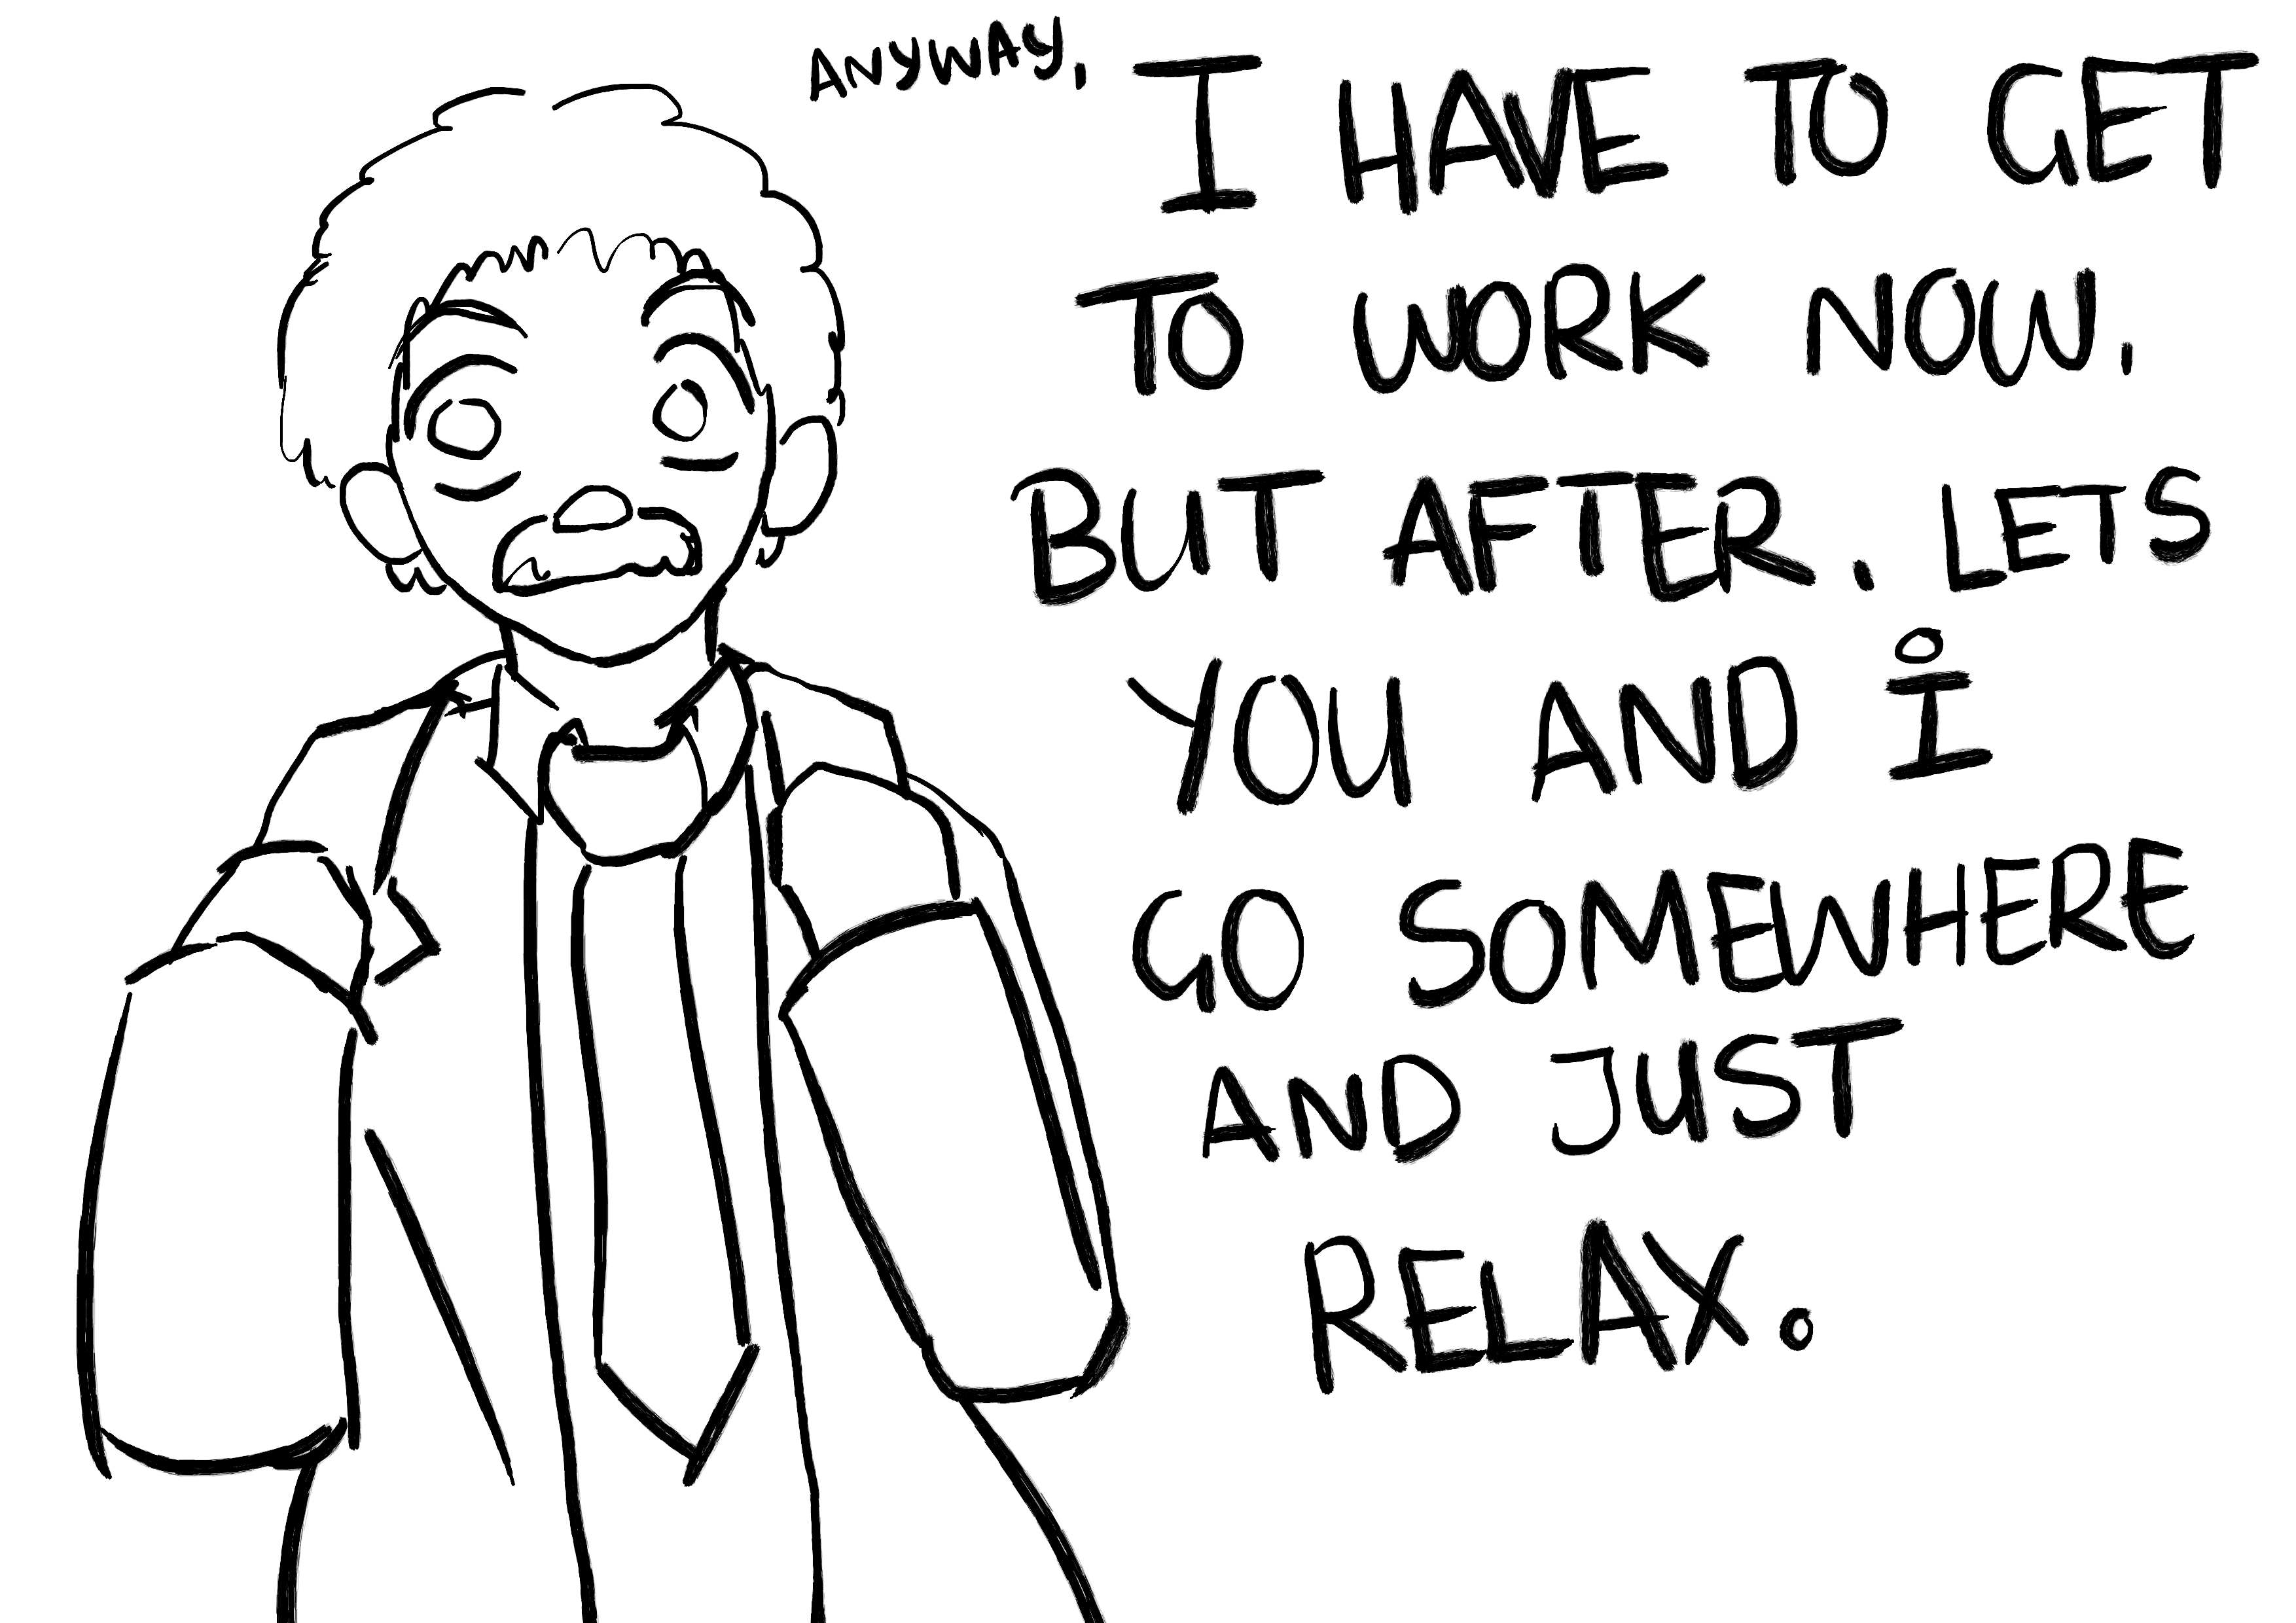 ANYWAY, I HAVE TO GET
TO WORK NOW.
BUT AFTER. LETS
YOU AND I
GO SOMEWHERE
AND JUST
RELAX.